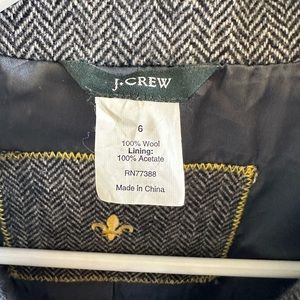 J.CREW
6
100% Wool
Lining:
100% Acetate
RN77388
Made in China